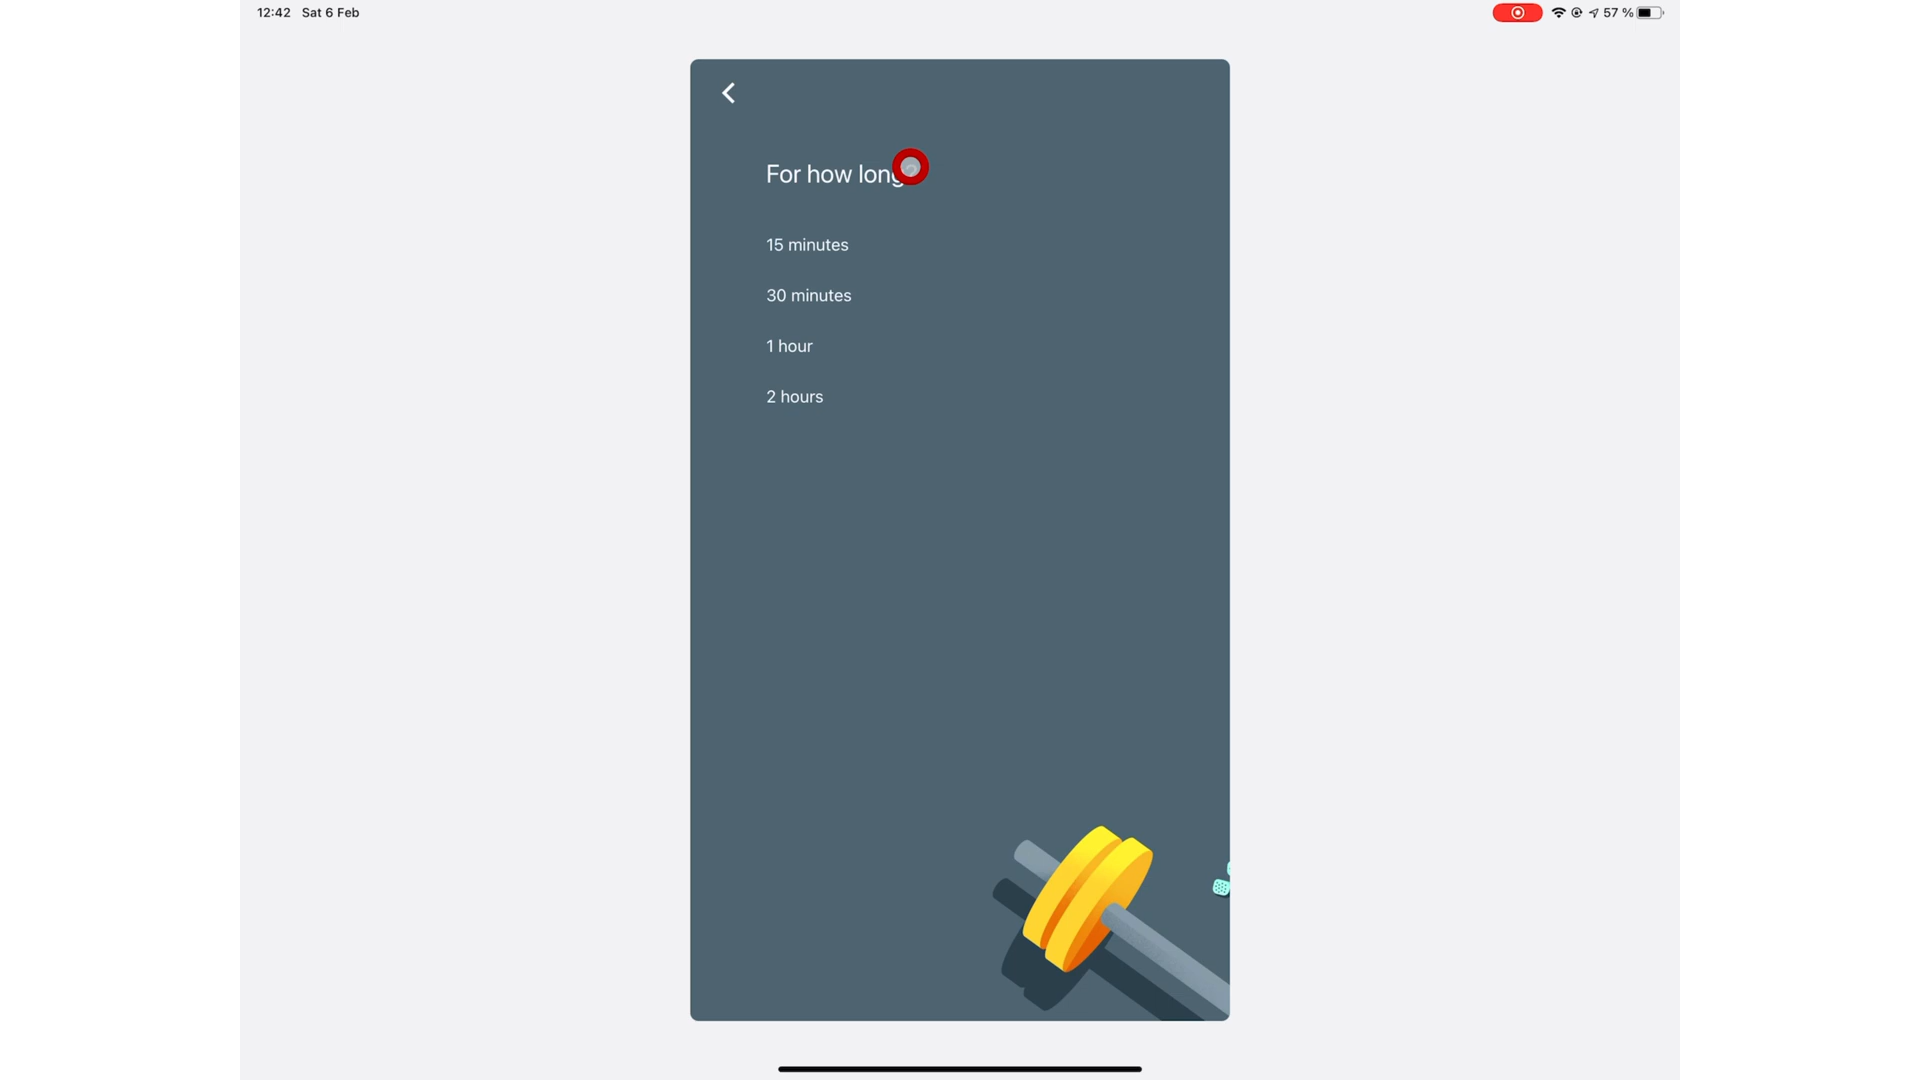 12:42 Sat 6 Feb
57 %
For how long?
15 minutes
30 minutes
1 hour
2 hours